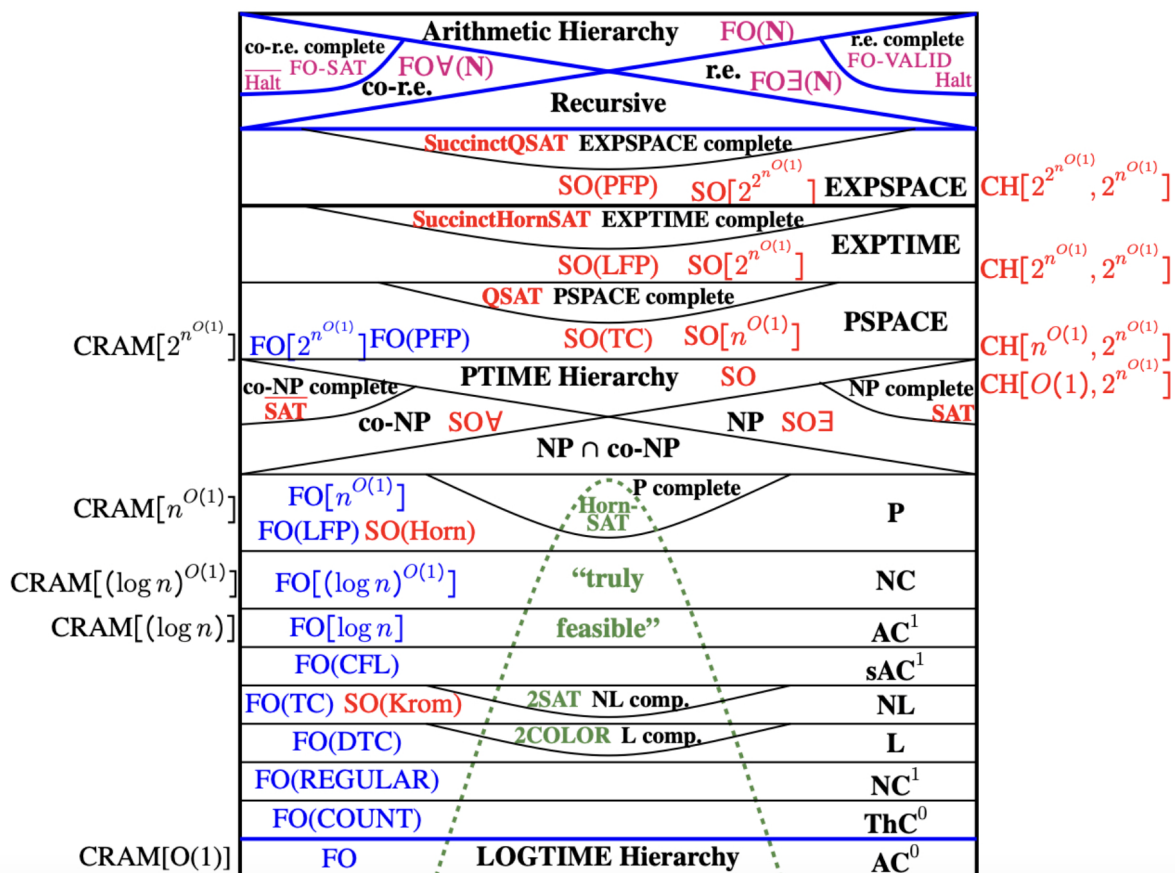 Arithmetic Hierarchy FO(N)
co-r.e. complete
r.e. complete
Halt FO-SAT
FO∀(N)
co-r.e.
r.e.
FO∃(N)
FO-VALID
Halt
Recursive
SuccinctQSAT EXPSPACE complete
SO(PFP) SO[2^{2^{n^{O(1)}}}] EXPSPACE CH[2^{2^{n^{O(1)}}}, 2^{n^{O(1)}}]
SuccinctHornSAT EXPTIME complete
EXPTIME
SO(LFP) SO[2^{n^{O(1)}}] CH[2^{n^{O(1)}}, 2^{n^{O(1)}}]
QSAT PSPACE complete
PSPACE
CRAM[2^{n^{O(1)}}] FO[2^{n^{O(1)}}] FO(PFP) SO(TC) SO[n^{O(1)}] CH[n^{O(1)}, 2^{n^{O(1)}}]
PTIME Hierarchy SO CH[O(1), 2^{n^{O(1)}}]
co-NP complete
SAT
NP complete
SAT
co-NP SO∀ NP SO∃
NP ∩ co-NP
CRAM[n^{O(1)}] FO[n^{O(1)}] Horn-
SAT
P complete
P
FO(LFP) SO(Horn)
CRAM[(log n)^{O(1)}] FO[(log n)^{O(1)}] “truly NC
CRAM[(log n)] FO[log n] feasible” AC^1
FO(CFL) sAC^1
FO(TC) SO(Krom) 2SAT NL comp. NL
FO(DTC) 2COLOR L comp. L
FO(REGULAR) NC^1
FO(COUNT) ThC^0
CRAM[O(1)] FO LOGTIME Hierarchy AC^0